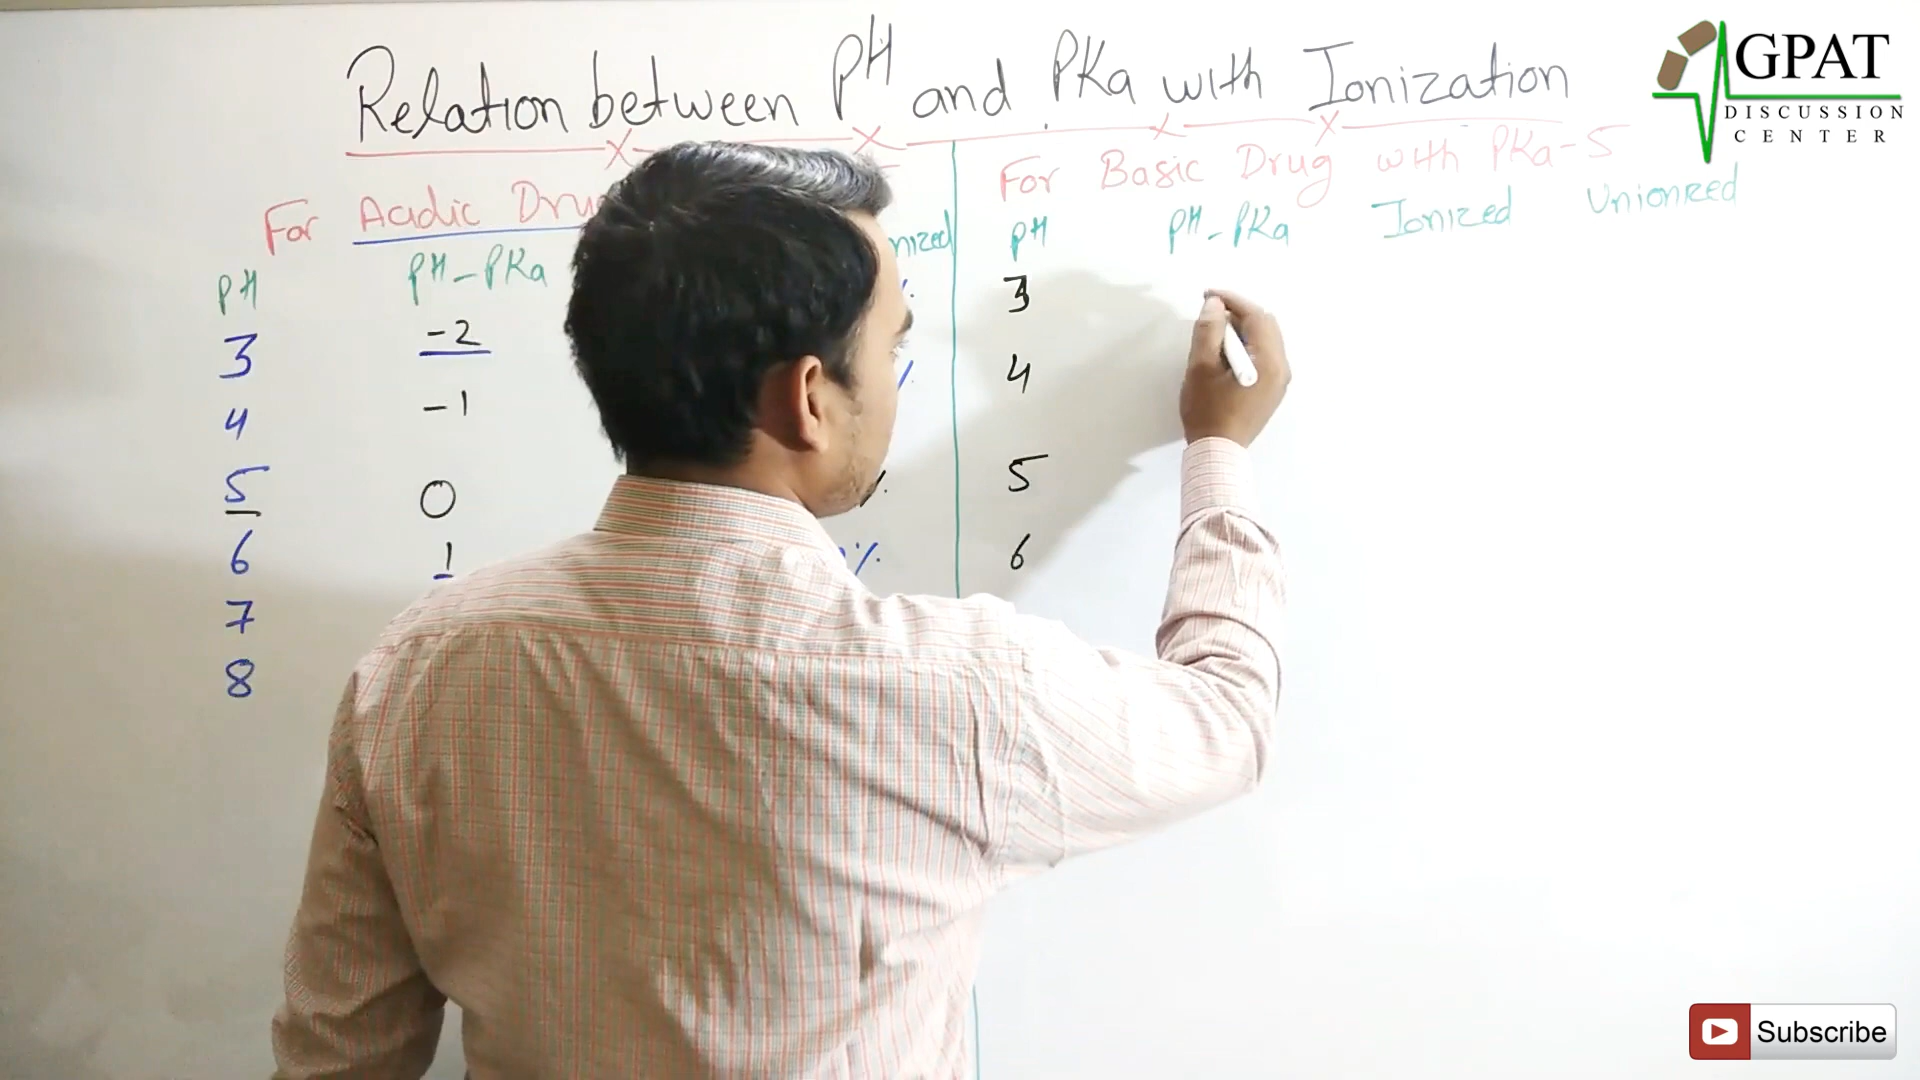 Relation between PH and PKa with Ionization
GPAT
DISCUSSION
CENTER
For Acidic
PH PH-PKa
3 -2
4 -1
5 0
6 1
7
8
For Basic Drug with PKa-5
PH PH-PKa Ionized Unionized
3
4
5
6
Subscribe